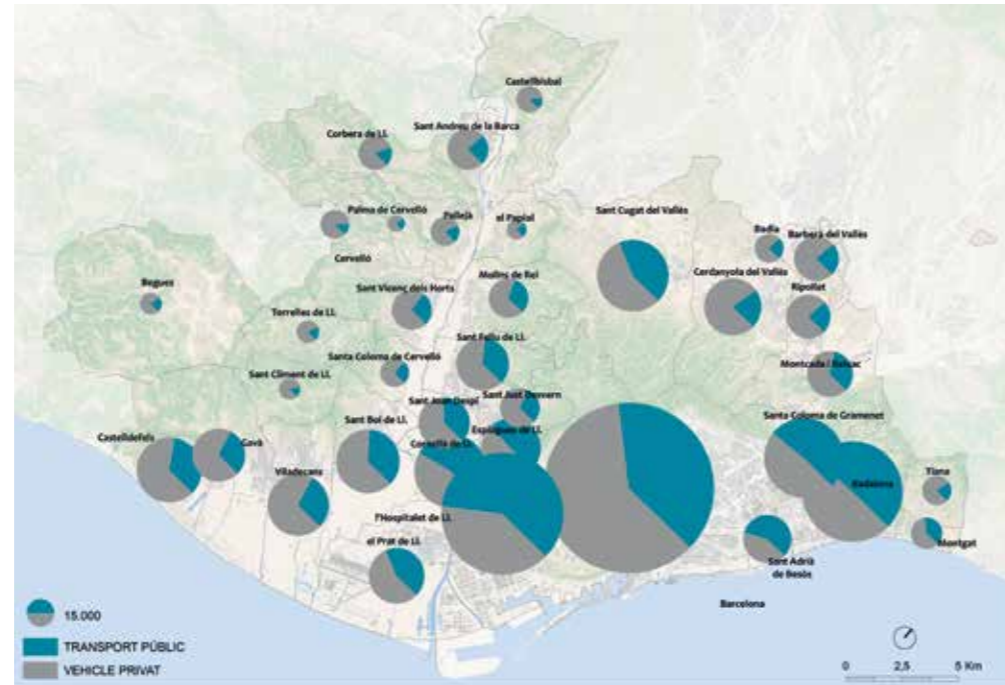 Castellbisbal
Sant Andreu de la Barca
Corbera de Ll.
Palma de Cervelló
Pallejà
el Papiol
Sant Cugat del Vallès
Badia
Barberà del Vallès
Cervelló
Begues
Molins de Rei
Cerdanyola del Vallès
Sant Vicenç dels Horts
Ripollet
Torrelles de Ll.
Sant Feliu de Ll.
Santa Coloma de Cervelló
Montcada i Reixac
Sant Climent de Ll.
Sant Joan Despí
Sant Just Desvern
Sant Boi de Ll.
Esplugues de Ll.
Santa Coloma de Gramenet
Castelldefels
Gavà
Cornellà de Ll.
Viladecans
Tiana
Badalona
l'Hospitalet de Ll.
el Prat de Ll.
Montgat
Sant Adrià
de Besòs
Barcelona
15.000
TRANSPORT PÚBLIC
VEHICLE PRIVAT
0 2,5 5 Km